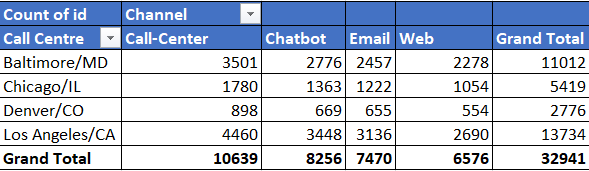 Count of id Channel
Call Centre Call-Center Chatbot Email Web Grand Total
Baltimore/MD 3501 2776 2457 2278 11012
Chicago/IL 1780 1363 1222 1054 5419
Denver/CO 898 669 655 554 2776
Los Angeles/CA 4460 3448 3136 2690 13734
Grand Total 10639 8256 7470 6576 32941